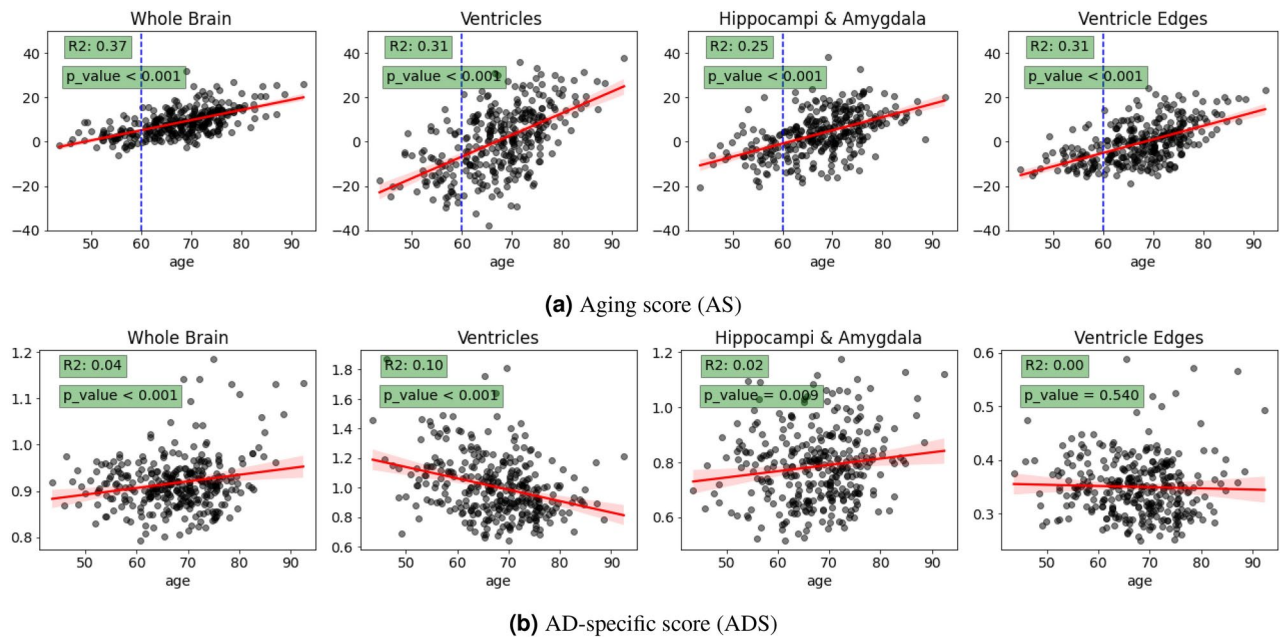 Whole Brain
R2: 0.37
p_value < 0.001
40
20
0
−20
−40
50 60 70 80 90
age
Ventricles
R2: 0.31
p_value < 0.001
40
20
0
−20
−40
50 60 70 80 90
age
Hippocampi & Amygdala
R2: 0.25
p_value < 0.001
40
20
0
−20
−40
50 60 70 80 90
age
Ventricle Edges
R2: 0.31
p_value < 0.001
40
20
0
−20
−40
50 60 70 80 90
age
(a) Aging score (AS)
Whole Brain
R2: 0.04
p_value < 0.001
1.2
1.1
1.0
0.9
0.8
50 60 70 80 90
age
Ventricles
R2: 0.10
p_value < 0.001
1.8
1.6
1.4
1.2
1.0
0.8
0.6
50 60 70 80 90
age
Hippocampi & Amygdala
R2: 0.02
p_value = 0.009
1.2
1.0
0.8
0.6
50 60 70 80 90
age
Ventricle Edges
R2: 0.00
p_value = 0.540
0.6
0.5
0.4
0.3
50 60 70 80 90
age
(b) AD-specific score (ADS)